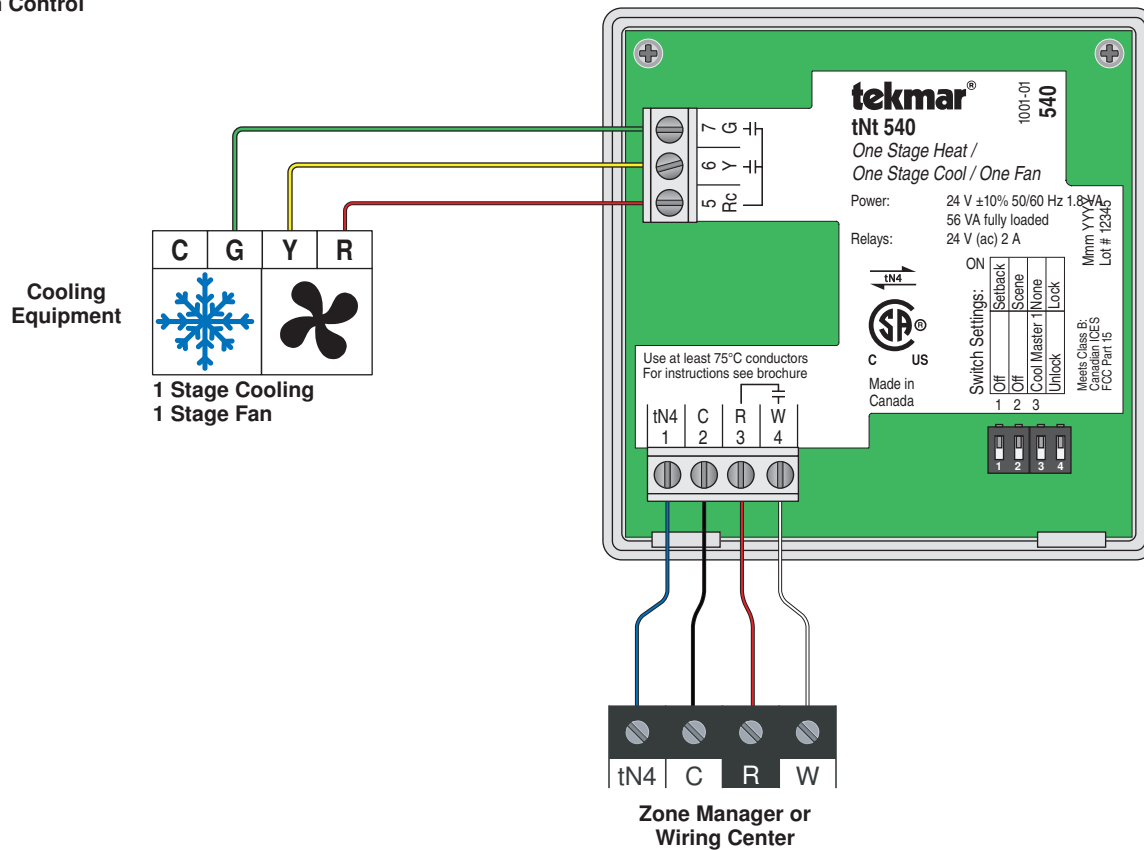 Control
tekmar®
tNt 540
1001-01
540
One Stage Heat /
One Stage Cool / One Fan
Power: 24 V ±10% 50/60 Hz 1.8 VA
56 VA fully loaded
Relays: 24 V (ac) 2 A
Mmm YYYY
Lot # 12345
7 G
6 Y
5 Rc
C G Y R
Cooling
Equipment
1 Stage Cooling
1 Stage Fan
tN4
SA ®
C US
Made in
Canada
Switch Settings:
ON
Off Setback
Off Scene
Cool Master 1 None
Unlock Lock
1 2 3
Meets Class B:
Canadian ICES
FCC Part 15
1 2 3 4
Use at least 75°C conductors
For instructions see brochure
tN4 C R W
1 2 3 4
tN4 C R W
Zone Manager or
Wiring Center